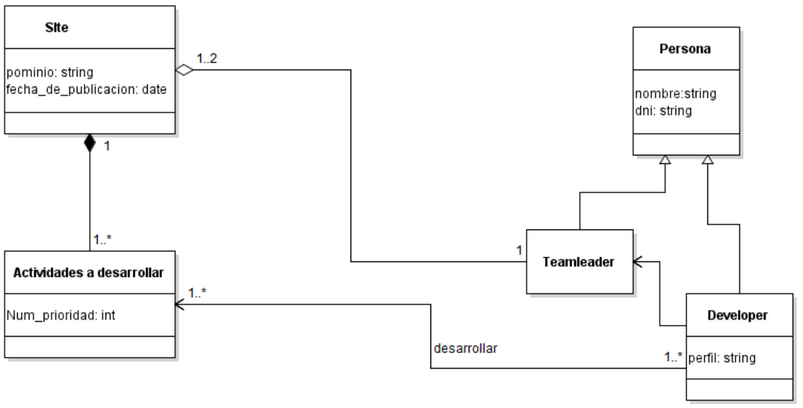 SIte
pominio: string
fecha_de_publicacion: date
1..2
1
1..*
Actividades a desarrollar
Num_prioridad: int
1..*
desarrollar
1..*
1
Persona
nombre:string
dni: string
Teamleader
Developer
perfil: string